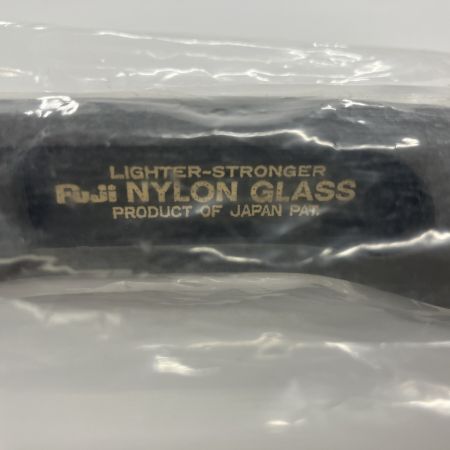 LIGHTER-STRONGER
Fuji NYLON GLASS
PRODUCT OF JAPAN PAT.